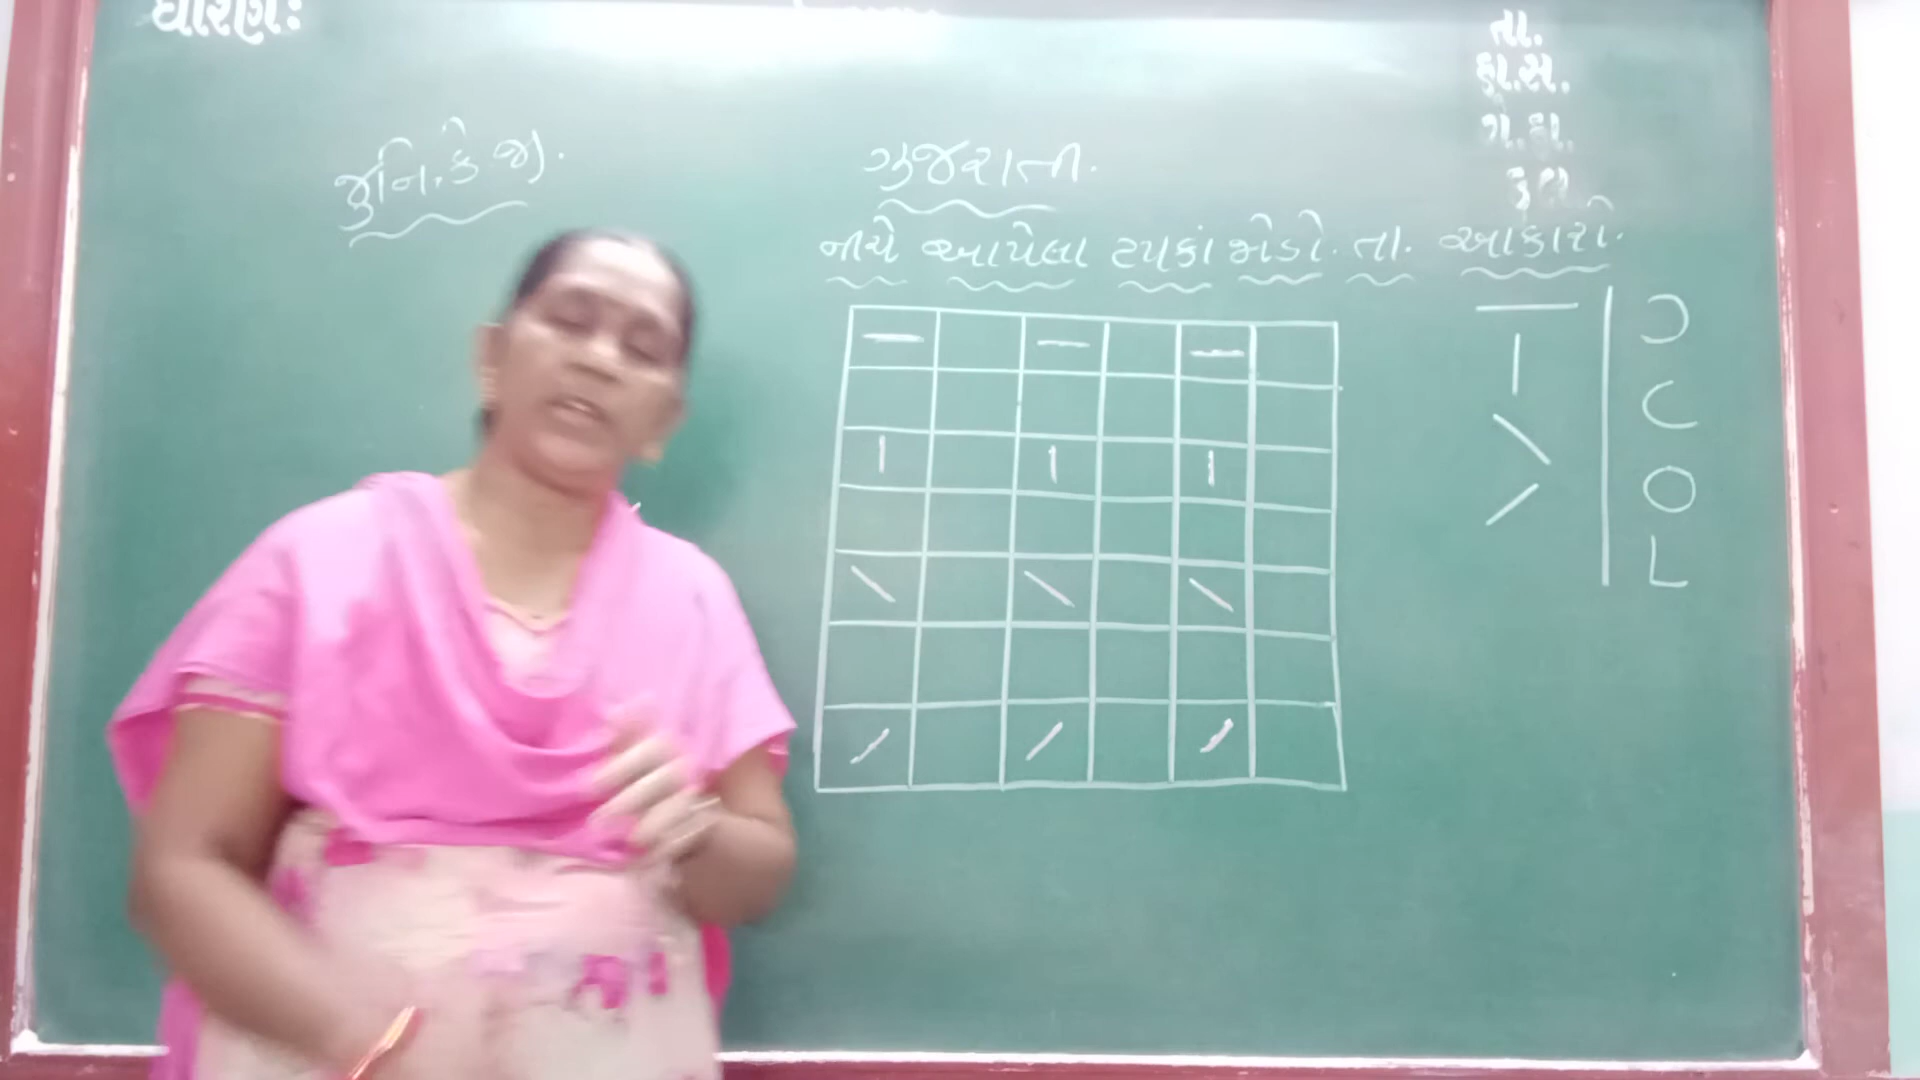 ધોરણઃ
તા.
કા.સ.
ગે.હા.
કુલ
જુનિ.કે.જી.
ગુજરાતી.
નીચે આપેલા ટપકાં જોડો. તા. આકારો.